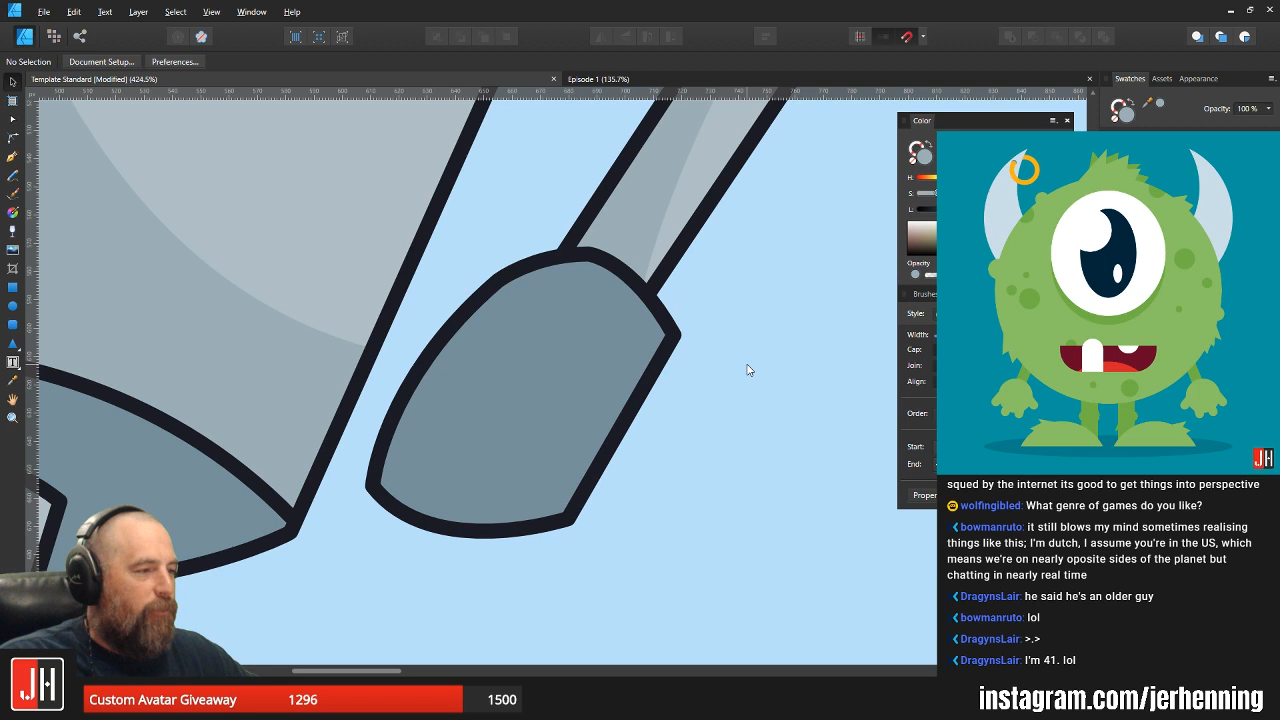 File Edit Text Layer Select View Window Help
No Selection Document Setup... Preferences...
Template Standard [Modified] (424.5%) × Episode 1 (135.7%) ×
Swatches Assets Appearance
Opacity: 100 %
Color
H:
S:
L:
Opacity
Brushes
Style:
Width:
Cap:
Join:
Align:
Order:
Start:
End:
Proper
JH
squed by the internet its good to get things into perspective
wolfingibled: What genre of games do you like?
bowmanruto: it still blows my mind sometimes realising
things like this; I'm dutch, I assume you're in the US, which
means we're on nearly oposite sides of the planet but
chatting in nearly real time
DragynsLair: he said he's an older guy
bowmanruto: lol
DragynsLair: >.>
DragynsLair: I'm 41. lol
JH
Custom Avatar Giveaway 1296 1500
instagram.com/jerhenning